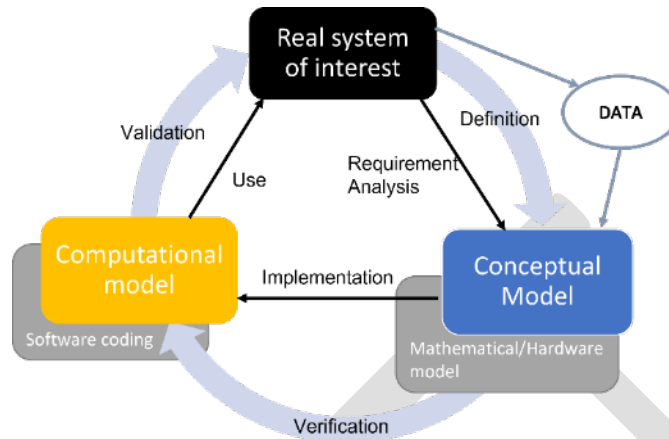 Real system
of interest
DATA
Validation
Definition
Use
Requirement
Analysis
Computational
model
Implementation
Conceptual
Model
Software coding
Mathematical/Hardware
model
Verification